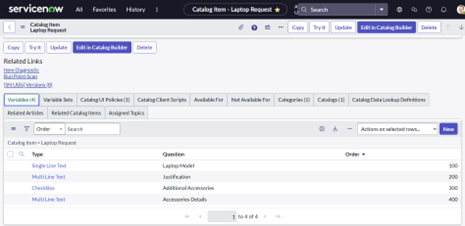 servicenow All Favorites History Catalog Item - Laptop Request Search
Catalog Item
Laptop Request
Copy Try It Update Edit in Catalog Builder Delete
Copy Try It Update Edit in Catalog Builder Delete
Related Links
Item Diagnostic
Run Point Scan
Variables (4) Variable Sets Catalog UI Policies (1) Catalog Client Scripts Available For Not Available For Categories (1) Catalogs (1) Catalog Data Lookup Definitions
Related Articles Related Catalog Items Assigned Topics
Order Search Actions on selected rows... New
Catalog Item = Laptop Request
Type Question Order
Single Line Text Laptop Model 100
Multi Line Text Justification 200
CheckBox Additional Accessories 300
Multi Line Text Accessories Details 400
1 to 4 of 4